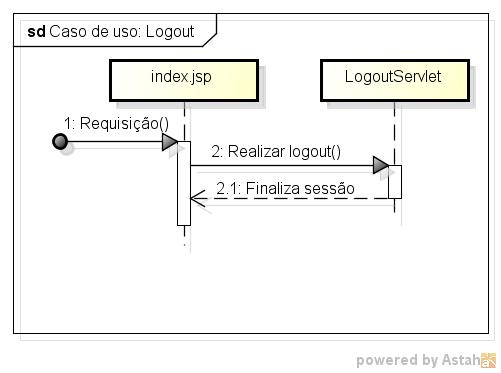 sd Caso de uso: Logout
index.jsp
LogoutServlet
1: Requisição()
2: Realizar logout()
2.1: Finaliza sessão
powered by Astah